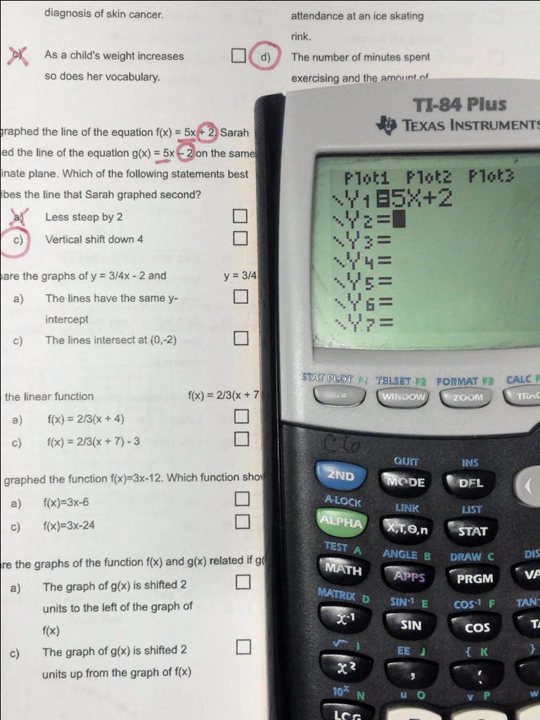 diagnosis of skin cancer.
attendance at an ice skating
rink.
b) As a child's weight increases
so does her vocabulary.
d) The number of minutes spent
exercising and the amount of
graphed the line of the equation f(x) = 5x + 2. Sarah
the line of the equation g(x) = 5x – 2 on the same
plane. Which of the following statements best
the line that Sarah graphed second?
a) Less steep by 2
c) Vertical shift down 4
the graphs of y = 3/4x - 2 and y = 3/4
a) The lines have the same y-
intercept
c) The lines intersect at (0,-2)
the linear function f(x) = 2/3(x + 7
a) f(x) = 2/3(x + 4)
c) f(x) = 2/3(x + 7) - 3
graphed the function f(x)=3x-12. Which function
a) f(x)=3x-6
c) f(x)=3x-24
the graphs of the function f(x) and g(x) related if
a) The graph of g(x) is shifted 2
units to the left of the graph of
f(x)
c) The graph of g(x) is shifted 2
units up from the graph of f(x)
TI-84 Plus
TEXAS INSTRUMENTS
Plot1 Plot2 Plot3
\Y1=5X+2
\Y2=
\Y3=
\Y4=
\Y5=
\Y6=
\Y7=
STAT PLOT F1 TBLSET F2 FORMAT F3 CALC
Y= WINDOW ZOOM
C6
QUIT INS
2ND MODE DEL
A-LOCK LINK LIST
ALPHA X,T,θ,n STAT
TEST A ANGLE B DRAW C
MATH APPS PRGM
MATRIX D SIN-1 E COS-1 F
x-1 SIN COS
√ I EE J { K }
x² , (
10x N u O v P w
LOG